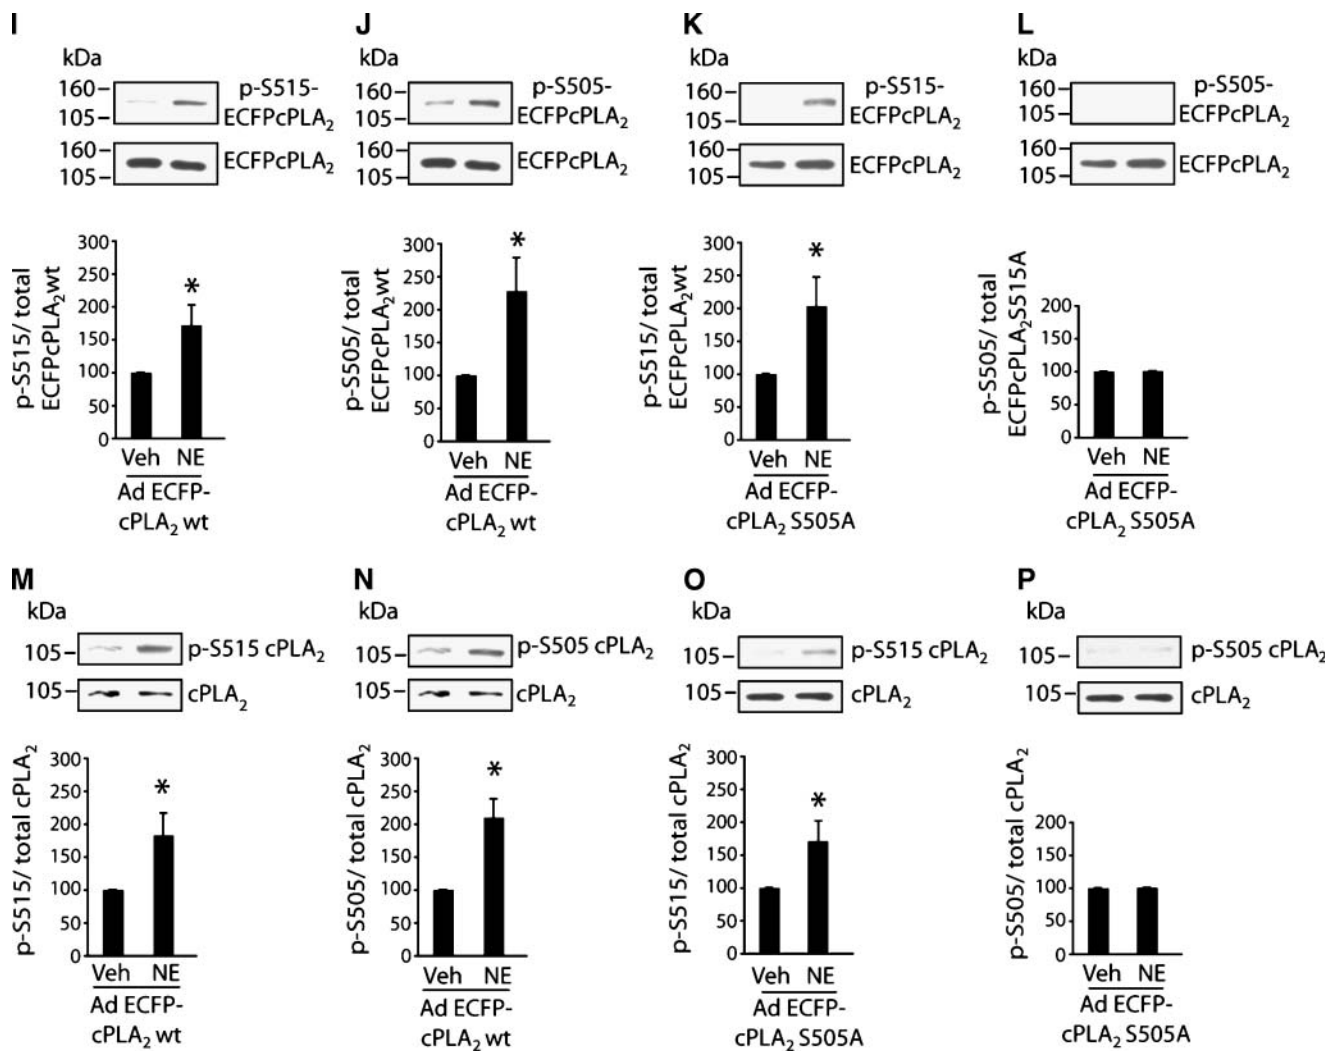 I
kDa
160
105
p-S515-
ECFPcPLA₂
160
105
ECFPcPLA₂
p-S515/ total
ECFPcPLA₂wt
300
250
200
150
100
50
0
*
Veh NE
Ad ECFP-
cPLA₂ wt
J
kDa
160
105
p-S505-
ECFPcPLA₂
160
105
ECFPcPLA₂
p-S505/ total
ECFPcPLA₂wt
300
250
200
150
100
50
0
*
Veh NE
Ad ECFP-
cPLA₂ wt
K
kDa
160
105
p-S515-
ECFPcPLA₂
160
105
ECFPcPLA₂
p-S515/ total
ECFPcPLA₂wt
300
250
200
150
100
50
0
*
Veh NE
Ad ECFP-
cPLA₂ S505A
L
kDa
160
105
p-S505-
ECFPcPLA₂
160
105
ECFPcPLA₂
p-S505/ total
ECFPcPLA₂S515A
200
150
100
50
0
Veh NE
Ad ECFP-
cPLA₂ S505A
M
kDa
105
p-S515 cPLA₂
105
cPLA₂
p-S515/ total cPLA₂
300
250
200
150
100
50
0
*
Veh NE
Ad ECFP-
cPLA₂ wt
N
kDa
105
p-S505 cPLA₂
105
cPLA₂
p-S505/ total cPLA₂
300
250
200
150
100
50
0
*
Veh NE
Ad ECFP-
cPLA₂ wt
O
kDa
105
p-S515 cPLA₂
105
cPLA₂
p-S515/ total cPLA₂
300
250
200
150
100
50
0
*
Veh NE
Ad ECFP-
cPLA₂ S505A
P
kDa
105
p-S505 cPLA₂
105
cPLA₂
p-S505/ total cPLA₂
200
150
100
50
0
Veh NE
Ad ECFP-
cPLA₂ S505A